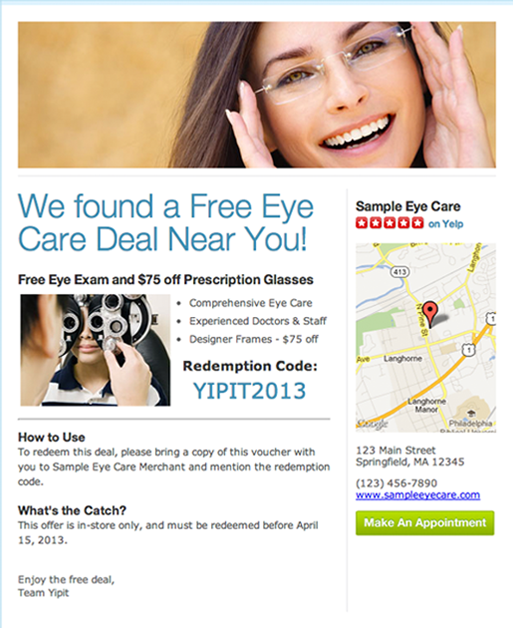 We found a Free Eye
Care Deal Near You!
Free Eye Exam and $75 off Prescription Glasses
• Comprehensive Eye Care
• Experienced Doctors & Staff
• Designer Frames - $75 off
Redemption Code:
YIPIT2013
How to Use
To redeem this deal, please bring a copy of this voucher with
you to Sample Eye Care Merchant and mention the redemption
code.
What's the Catch?
This offer is in-store only, and must be redeemed before April
15, 2013.
Enjoy the free deal,
Team Yipit
Sample Eye Care
on Yelp
Langhorne
413
N Pine St
1
1
Langhorne
Langhorne
Manor
Philadelphia
Google
123 Main Street
Springfield, MA 12345
(123) 456-7890
www.sampleeyecare.com
Make An Appointment